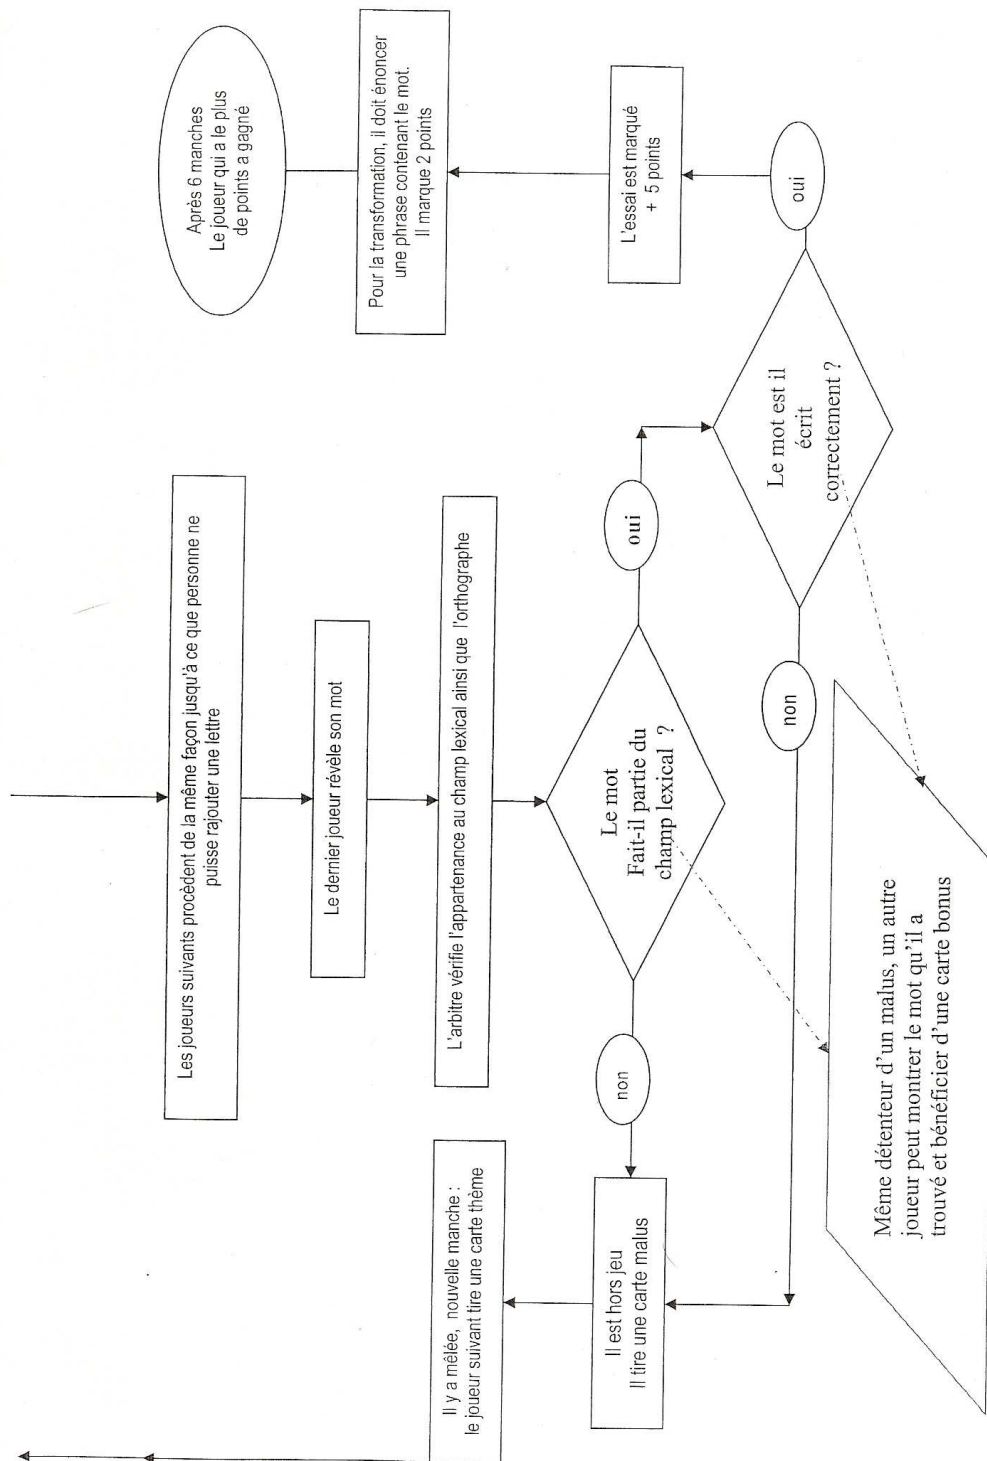 Les joueurs suivants procèdent de la même façon jusqu'à ce que personne ne
puisse rajouter une lettre
Le dernier joueur révèle son mot
L'arbitre vérifie l'appartenance au champ lexical ainsi que l'orthographe
Le mot
Fait-il partie du
champ lexical ?
non
oui
Il est hors jeu
Il tire une carte malus
Il y a mêlée, nouvelle manche :
le joueur suivant tire une carte thème
Le mot est il
écrit
correctement ?
non
oui
L'essai est marqué
+ 5 points
Pour la transformation, il doit énoncer
une phrase contenant le mot.
Il marque 2 points
Après 6 manches
Le joueur qui a le plus
de points a gagné
Même détenteur d'un malus, un autre
joueur peut montrer le mot qu'il a
trouvé et bénéficier d'une carte bonus